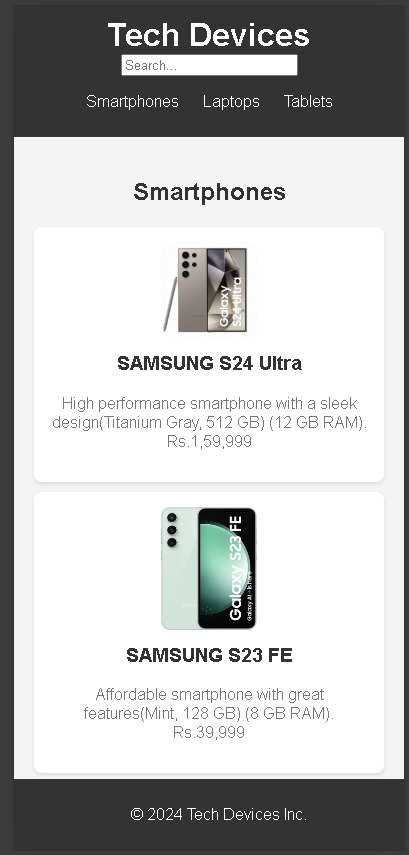 Tech Devices
Search...
Smartphones Laptops Tablets
Smartphones
Galaxy
S24 Ultra
SAMSUNG S24 Ultra
High performance smartphone with a sleek
design(Titanium Gray, 512 GB) (12 GB RAM).
Rs.1,59,999
Galaxy S23 FE
SAMSUNG S23 FE
Affordable smartphone with great
features(Mint, 128 GB) (8 GB RAM).
Rs.39,999
© 2024 Tech Devices Inc.